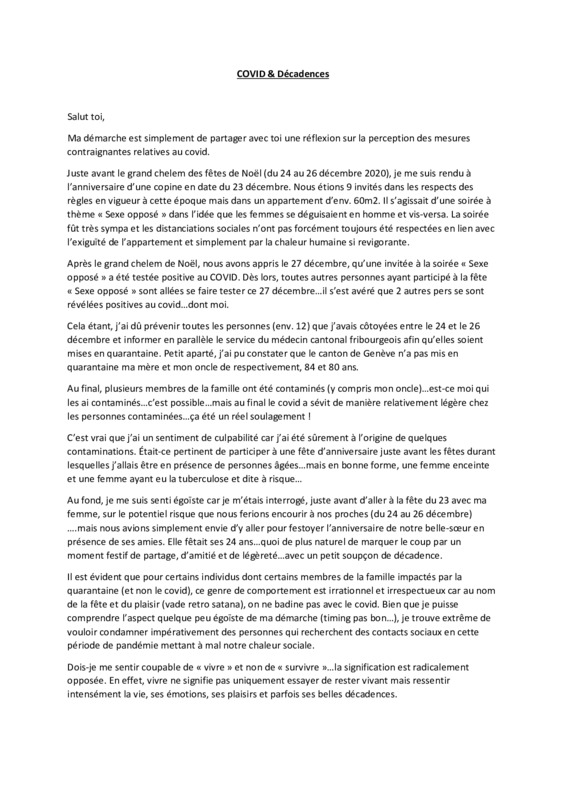 COVID & Décadences
Salut toi,
Ma démarche est simplement de partager avec toi une réflexion sur la perception des mesures
contraignantes relatives au covid.
Juste avant le grand chelem des fêtes de Noël (du 24 au 26 décembre 2020), je me suis rendu à
l’anniversaire d’une copine en date du 23 décembre. Nous étions 9 invités dans les respects des
règles en vigueur à cette époque mais dans un appartement d’env. 60m2. Il s’agissait d’une soirée à
thème « Sexe opposé » dans l’idée que les femmes se déguisaient en homme et vis-versa. La soirée
fût très sympa et les distanciations sociales n’ont pas forcément toujours été respectées en lien avec
l’exiguïté de l’appartement et simplement par la chaleur humaine si revigorante.
Après le grand chelem de Noël, nous avons appris le 27 décembre, qu’une invitée à la soirée « Sexe
opposé » a été testée positive au COVID. Dès lors, toutes autres personnes ayant participé à la fête
« Sexe opposé » sont allées se faire tester ce 27 décembre…il s’est avéré que 2 autres pers se sont
révélées positives au covid…dont moi.
Cela étant, j’ai dû prévenir toutes les personnes (env. 12) que j’avais côtoyées entre le 24 et le 26
décembre et informer en parallèle le service du médecin cantonal fribourgeois afin qu’elles soient
mises en quarantaine. Petit aparté, j’ai pu constater que le canton de Genève n’a pas mis en
quarantaine ma mère et mon oncle de respectivement, 84 et 80 ans.
Au final, plusieurs membres de la famille ont été contaminés (y compris mon oncle)…est-ce moi qui
les ai contaminés…c’est possible…mais au final le covid a sévit de manière relativement légère chez
les personnes contaminées…ça été un réel soulagement !
C’est vrai que j’ai un sentiment de culpabilité car j’ai été sûrement à l’origine de quelques
contaminations. Était-ce pertinent de participer à une fête d’anniversaire juste avant les fêtes durant
lesquelles j’allais être en présence de personnes âgées…mais en bonne forme, une femme enceinte
et une femme ayant eu la tuberculose et dite à risque…
Au fond, je me suis senti égoïste car je m’étais interrogé, juste avant d’aller à la fête du 23 avec ma
femme, sur le potentiel risque que nous ferions encourir à nos proches (du 24 au 26 décembre)
….mais nous avions simplement envie d’y aller pour festoyer l’anniversaire de notre belle-sœur en
présence de ses amies. Elle fêtait ses 24 ans…quoi de plus naturel de marquer le coup par un
moment festif de partage, d’amitié et de légèreté…avec un petit soupçon de décadence.
Il est évident que pour certains individus dont certains membres de la famille impactés par la
quarantaine (et non le covid), ce genre de comportement est irrationnel et irrespectueux car au nom
de la fête et du plaisir (vade retro satana), on ne badine pas avec le covid. Bien que je puisse
comprendre l’aspect quelque peu égoïste de ma démarche (timing pas bon…), je trouve extrême de
vouloir condamner impérativement des personnes qui recherchent des contacts sociaux en cette
période de pandémie mettant à mal notre chaleur sociale.
Dois-je me sentir coupable de « vivre » et non de « survivre »…la signification est radicalement
opposée. En effet, vivre ne signifie pas uniquement essayer de rester vivant mais ressentir
intensément la vie, ses émotions, ses plaisirs et parfois ses belles décadences.